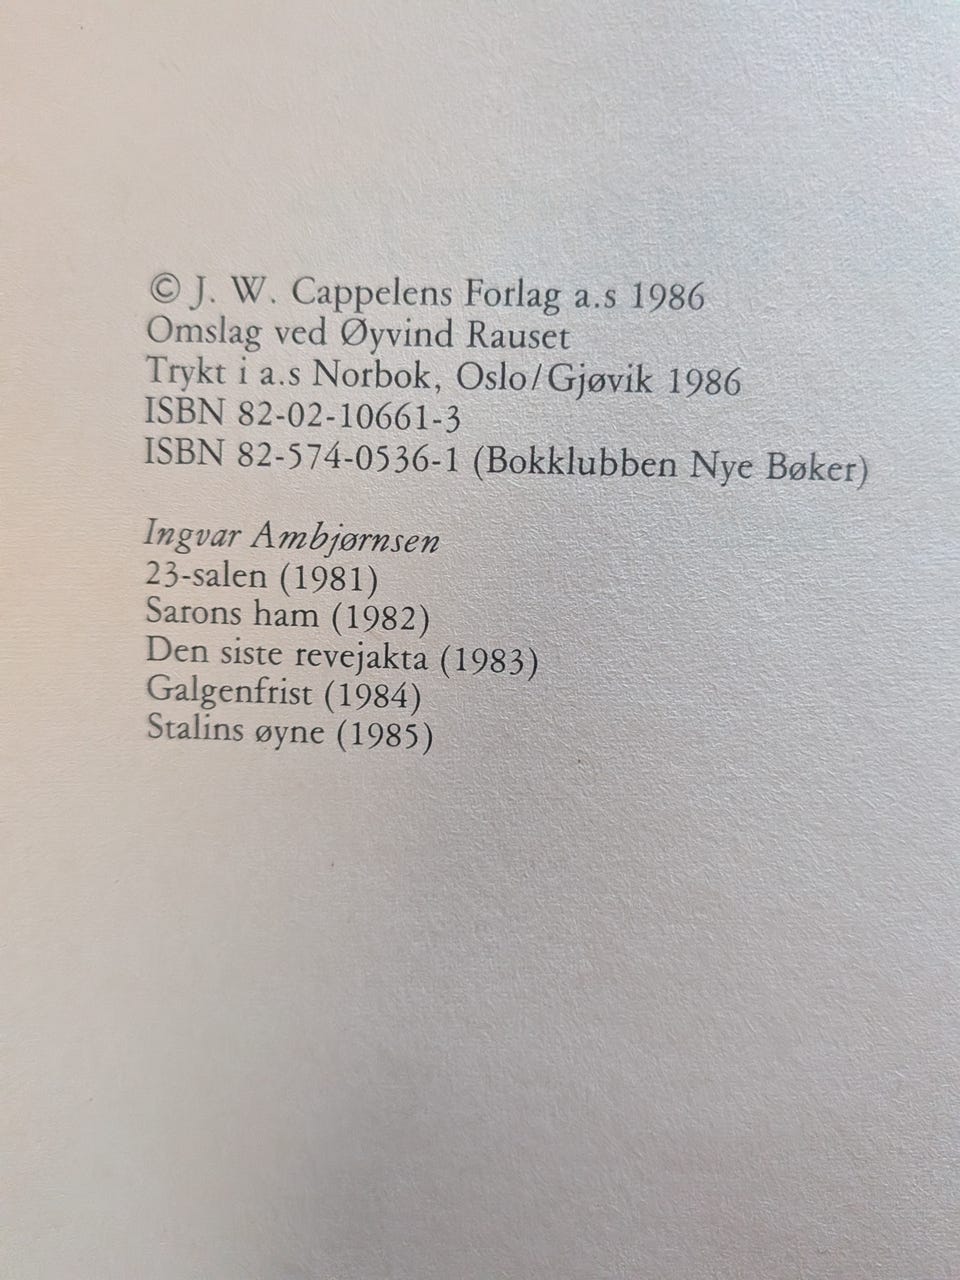 © J. W. Cappelens Forlag a.s 1986
Omslag ved Øyvind Rauset
Trykt i a.s Norbok, Oslo/Gjøvik 1986
ISBN 82-02-10661-3
ISBN 82-574-0536-1 (Bokklubben Nye Bøker)
Ingvar Ambjørnsen
23-salen (1981)
Sarons ham (1982)
Den siste revejakta (1983)
Galgenfrist (1984)
Stalins øyne (1985)